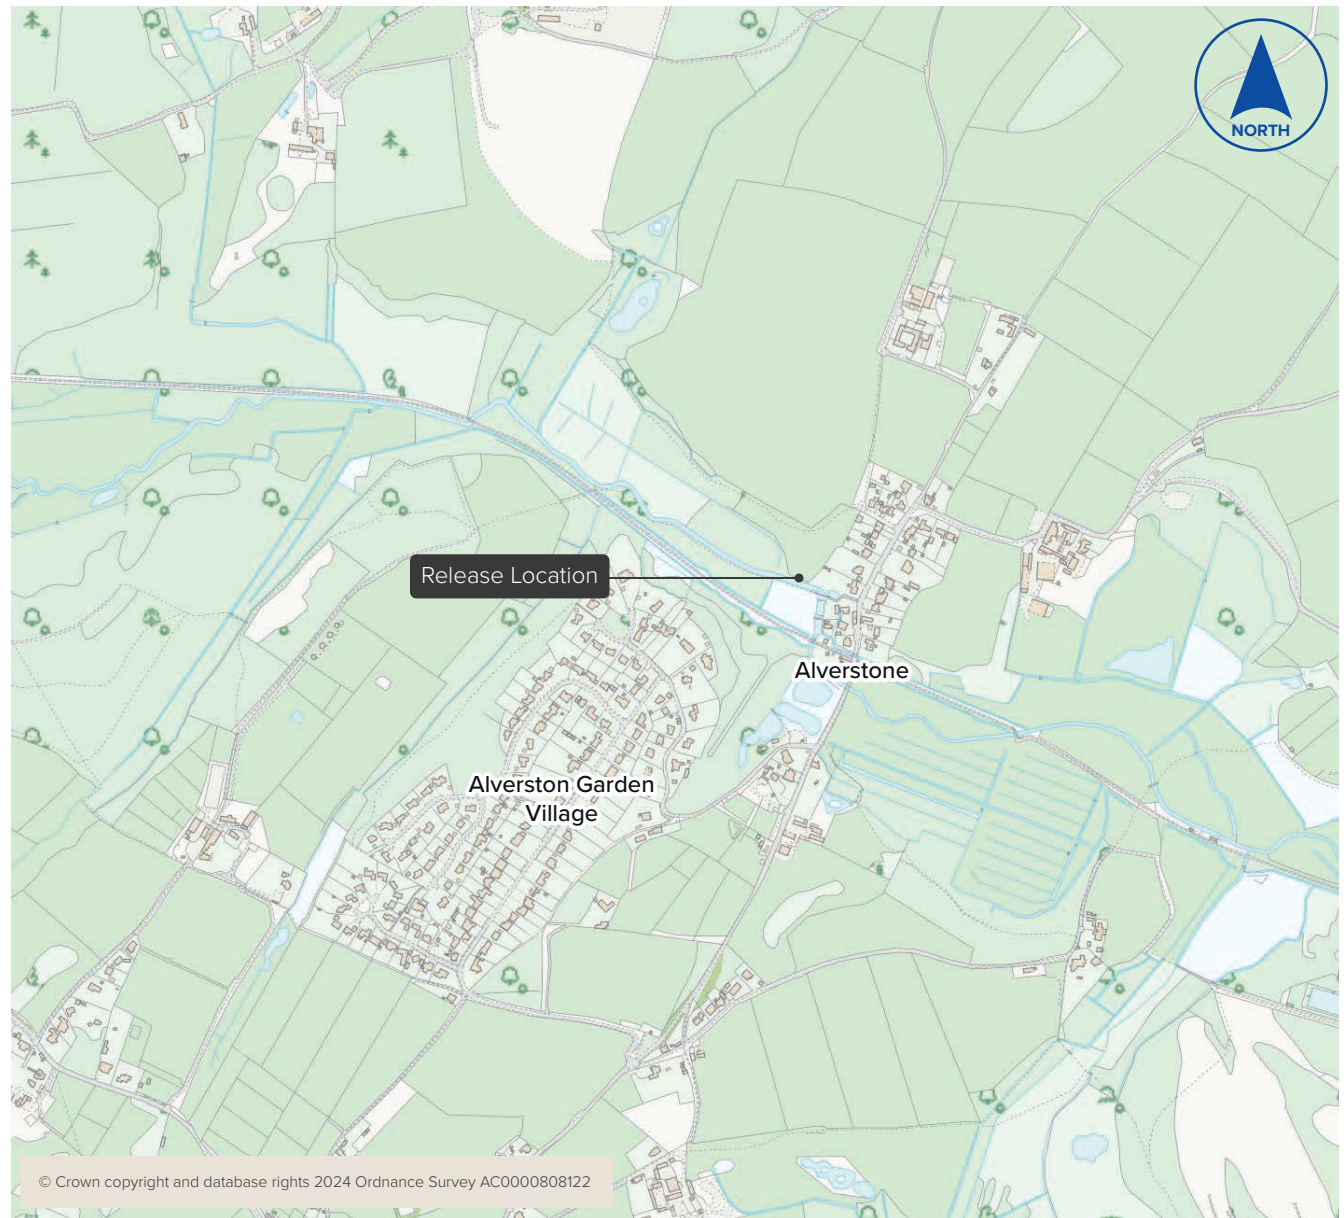 NORTH
Release Location
Alverstone
Alverston Garden
Village
© Crown copyright and database rights 2024 Ordnance Survey AC0000808122